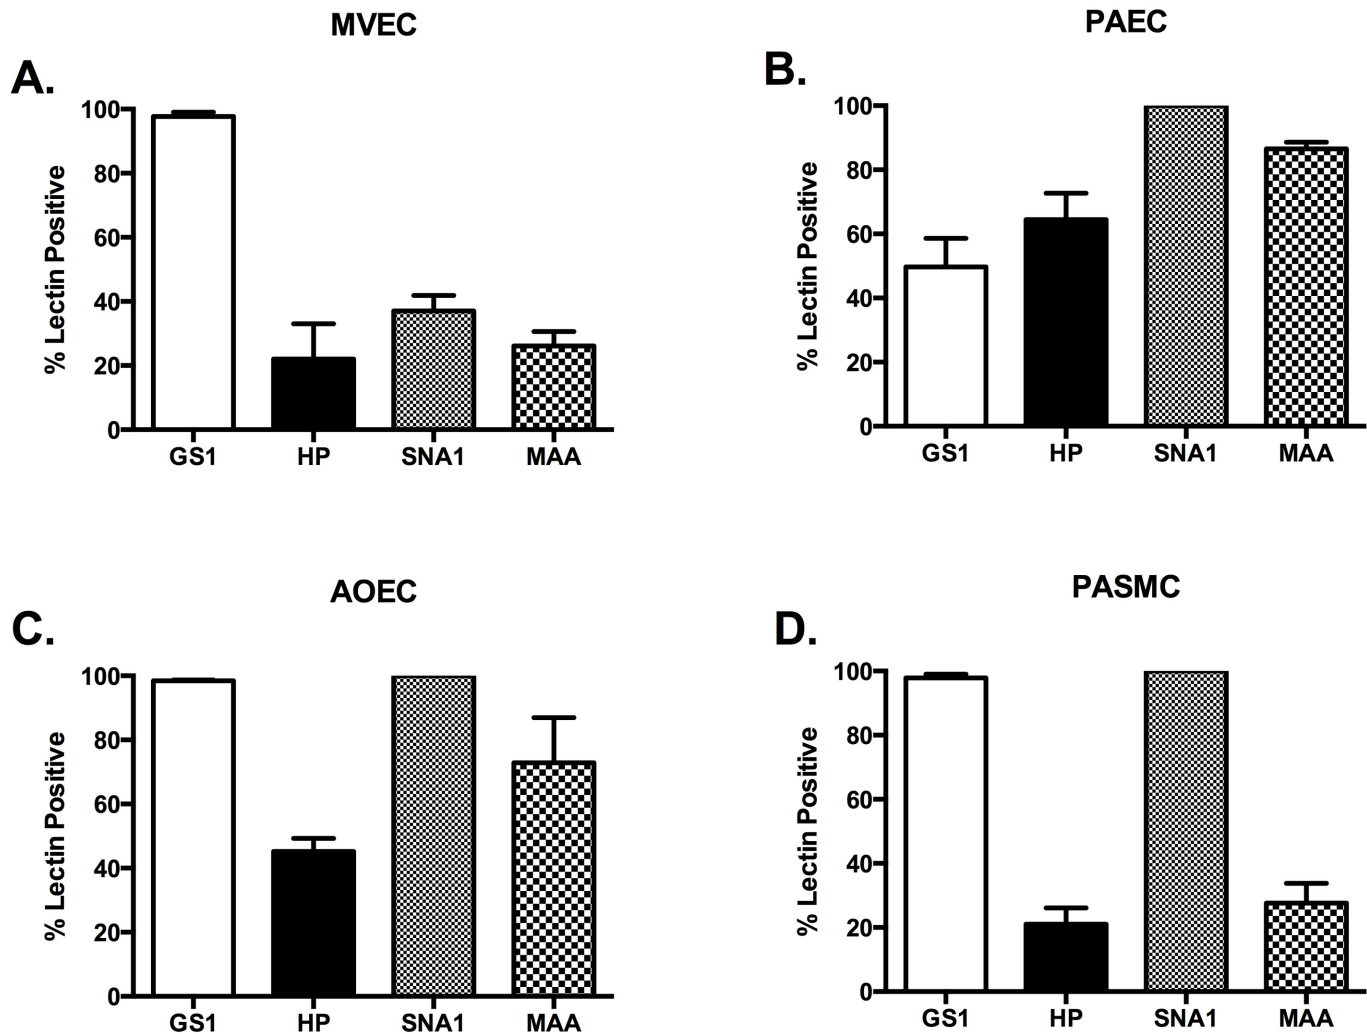 MVEC
A.
% Lectin Positive
100
80
60
40
20
0
GS1 HP SNA1 MAA
PAEC
B.
% Lectin Positive
100
80
60
40
20
0
GS1 HP SNA1 MAA
AOEC
C.
% Lectin Positive
100
80
60
40
20
0
GS1 HP SNA1 MAA
PASMC
D.
% Lectin Positive
100
80
60
40
20
0
GS1 HP SNA1 MAA